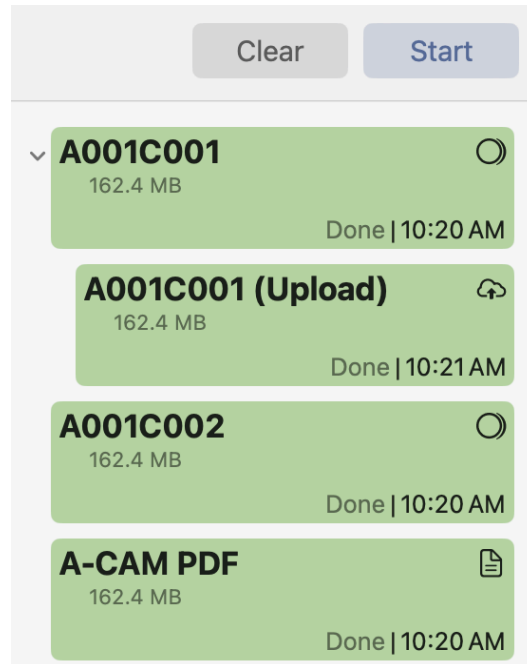 Clear Start
A001C001
162.4 MB
Done | 10:20 AM
A001C001 (Upload)
162.4 MB
Done | 10:21 AM
A001C002
162.4 MB
Done | 10:20 AM
A-CAM PDF
162.4 MB
Done | 10:20 AM